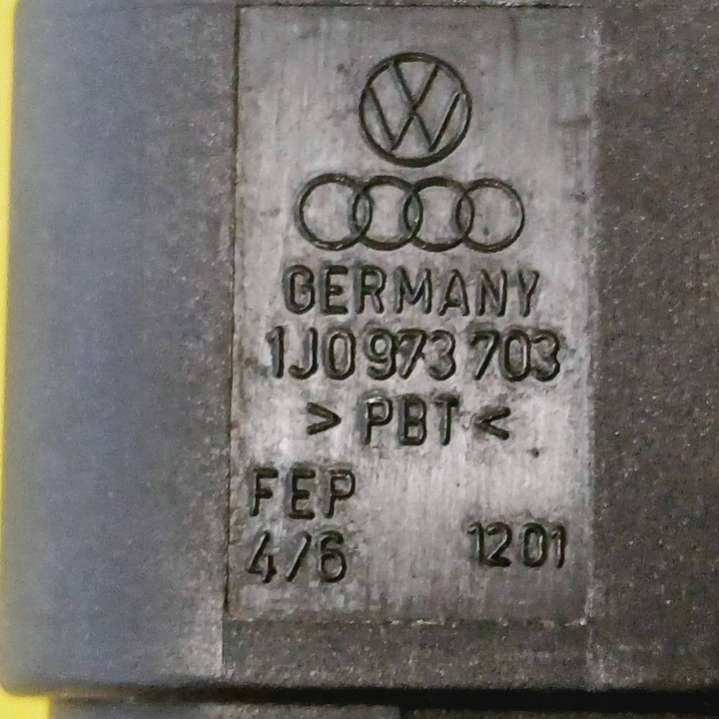 GERMANY
1J0 973 703
> PBT <
FEP
4/6 1201